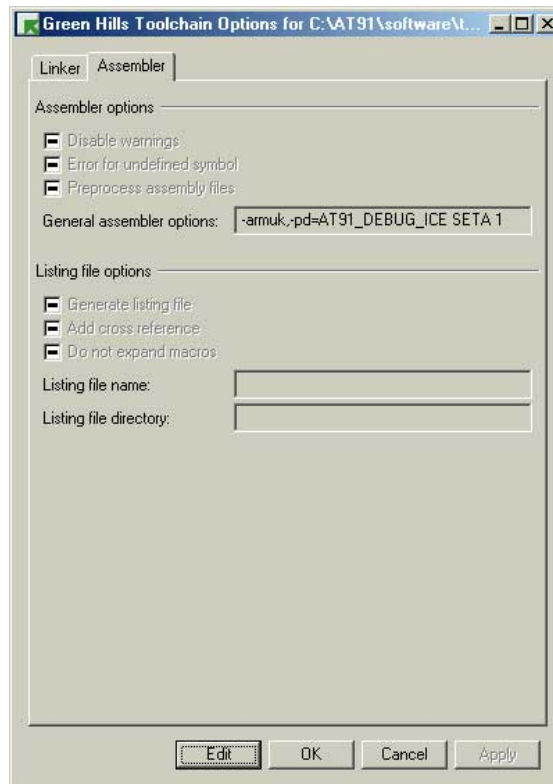 Green Hills Toolchain Options for C:\AT91\software\t...
Linker Assembler
Assembler options
Disable warnings
Error for undefined symbol
Preprocess assembly files
General assembler options: -armuk,-pd=AT91_DEBUG_ICE SETA 1
Listing file options
Generate listing file
Add cross reference
Do not expand macros
Listing file name:
Listing file directory:
Edit OK Cancel Apply